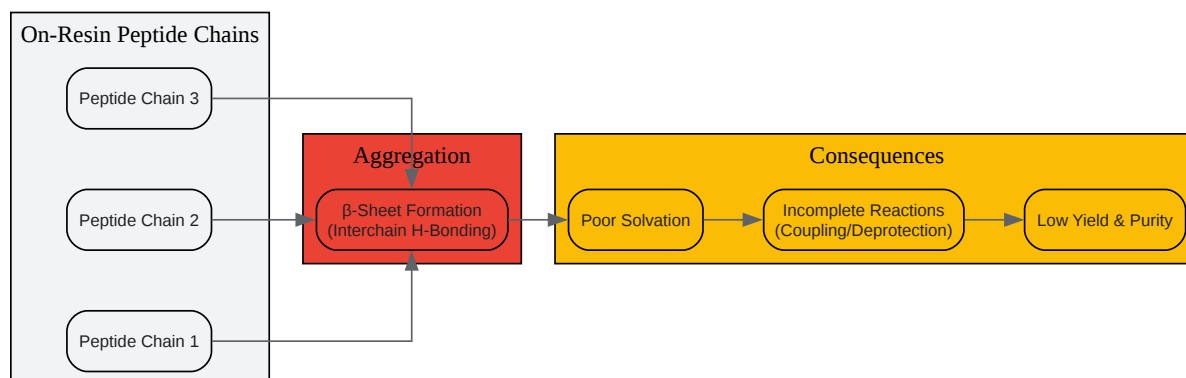 On-Resin Peptide Chains
Peptide Chain 3
Peptide Chain 2
Peptide Chain 1
Aggregation
β-Sheet Formation
(Interchain H-Bonding)
Consequences
Poor Solvation
Incomplete Reactions
(Coupling/Deprotection)
Low Yield & Purity